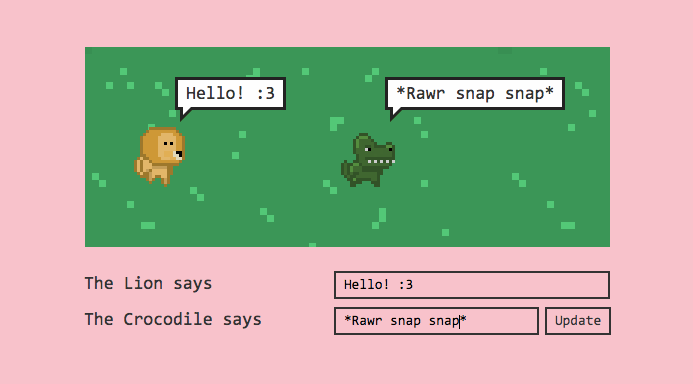 Hello! :3
*Rawr snap snap*
The Lion says
Hello! :3
The Crocodile says
*Rawr snap snap*
Update